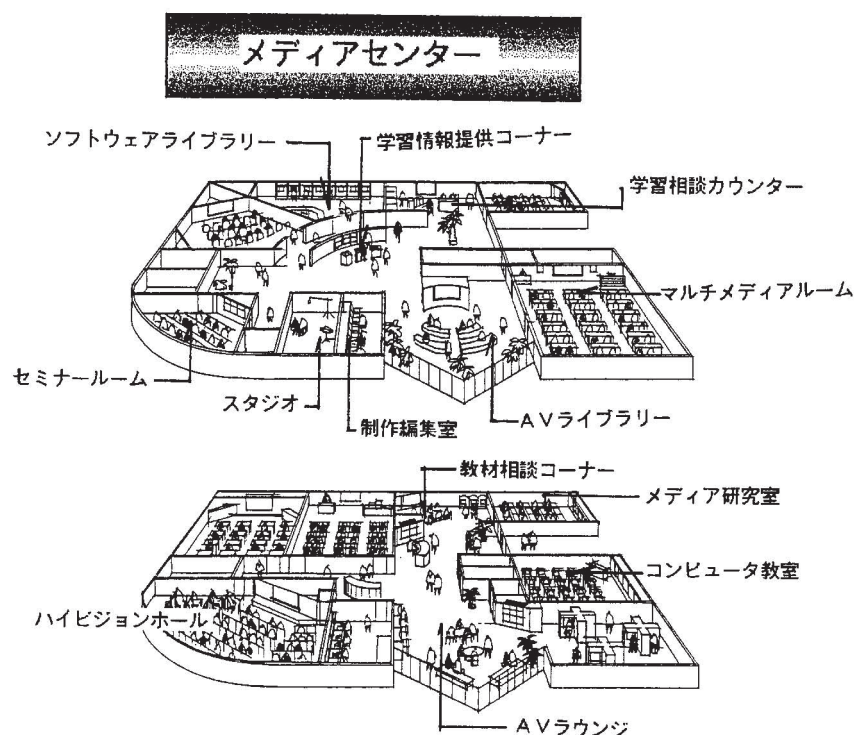 メディアセンター
ソフトウェアライブラリー
学習情報提供コーナー
学習相談カウンター
マルチメディアルーム
セミナールーム
スタジオ
制作編集室
AVライブラリー
教材相談コーナー
メディア研究室
コンピュータ教室
ハイビジョンホール
AVラウンジ